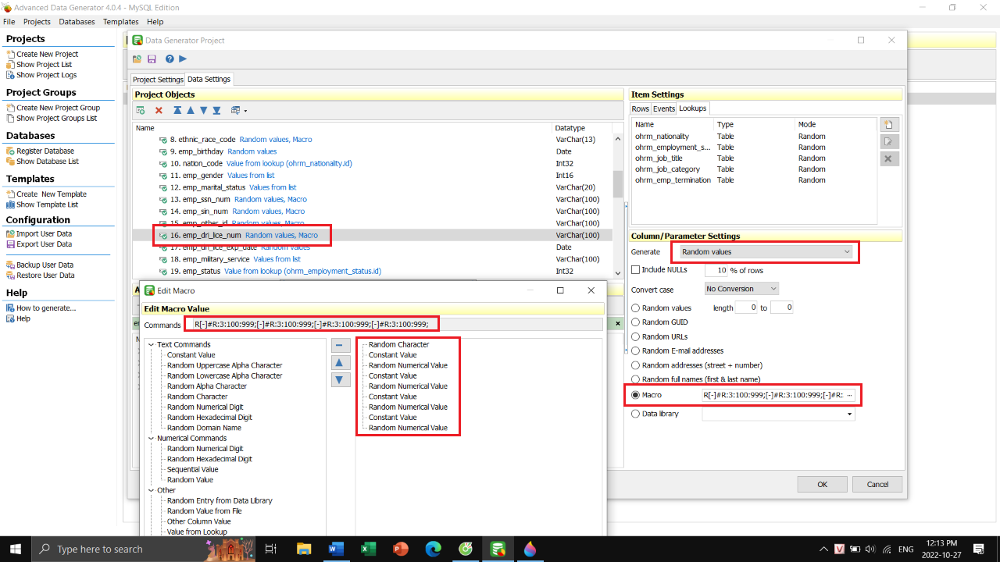 Advanced Data Generator 4.0.4 - MySQL Edition
File Projects Databases Templates Help
Projects
Create New Project
Show Project List
Show Project Logs
Project Groups
Create New Project Group
Show Project Groups List
Databases
Register Database
Show Database List
Templates
Create New Template
Show Template List
Configuration
Import User Data
Export User Data
Backup User Data
Restore User Data
Help
How to generate...
Help
Data Generator Project
Project Settings Data Settings
Project Objects
Name Datatype
8. ethnic_race_code Random values, Macro VarChar(13)
9. emp_birthday Random values Date
10. nation_code Value from lookup (ohrm_nationality.id) Int32
11. emp_gender Values from list Int16
12. emp_marital_status Values from list VarChar(20)
13. emp_ssn_num Random values, Macro VarChar(100)
14. emp_sin_num Random values, Macro VarChar(100)
15. emp_other_id Random values, Macro VarChar(100)
16. emp_dri_lice_num Random values, Macro VarChar(100)
17. emp_dri_lice_exp_date Random values Date
18. emp_military_service Values from list VarChar(100)
19. emp_status Value from lookup (ohrm_employment_status.id) Int32
Item Settings
Rows Events Lookups
Name Type Mode
ohrm_nationality Table Random
ohrm_employment_s... Table Random
ohrm_job_title Table Random
ohrm_job_category Table Random
ohrm_emp_termination Table Random
Column/Parameter Settings
Generate Random values
Include NULLs 10 % of rows
Convert case No Conversion
Random values length 0 to 0
Random GUID
Random URLs
Random E-mail addresses
Random addresses (street + number)
Random full names (first & last name)
Macro R[-]#R:3:100:999;[-]#R:3:100:999;[-]#R: ...
Data library
OK Cancel
Edit Macro
Edit Macro Value
Commands R[-]#R:3:100:999;[-]#R:3:100:999;[-]#R:3:100:999;[-]#R:3:100:999;
Text Commands
Constant Value
Random Uppercase Alpha Character
Random Lowercase Alpha Character
Random Alpha Character
Random Character
Random Numerical Digit
Random Hexadecimal Digit
Random Domain Name
Numerical Commands
Random Numerical Digit
Random Hexadecimal Digit
Sequential Value
Random Value
Other
Random Entry from Data Library
Random Value from File
Other Column Value
Value from Lookup
Random Character
Constant Value
Random Numerical Value
Constant Value
Random Numerical Value
Constant Value
Random Numerical Value
Constant Value
Random Numerical Value
Type here to search
ENG
12:13 PM
2022-10-27